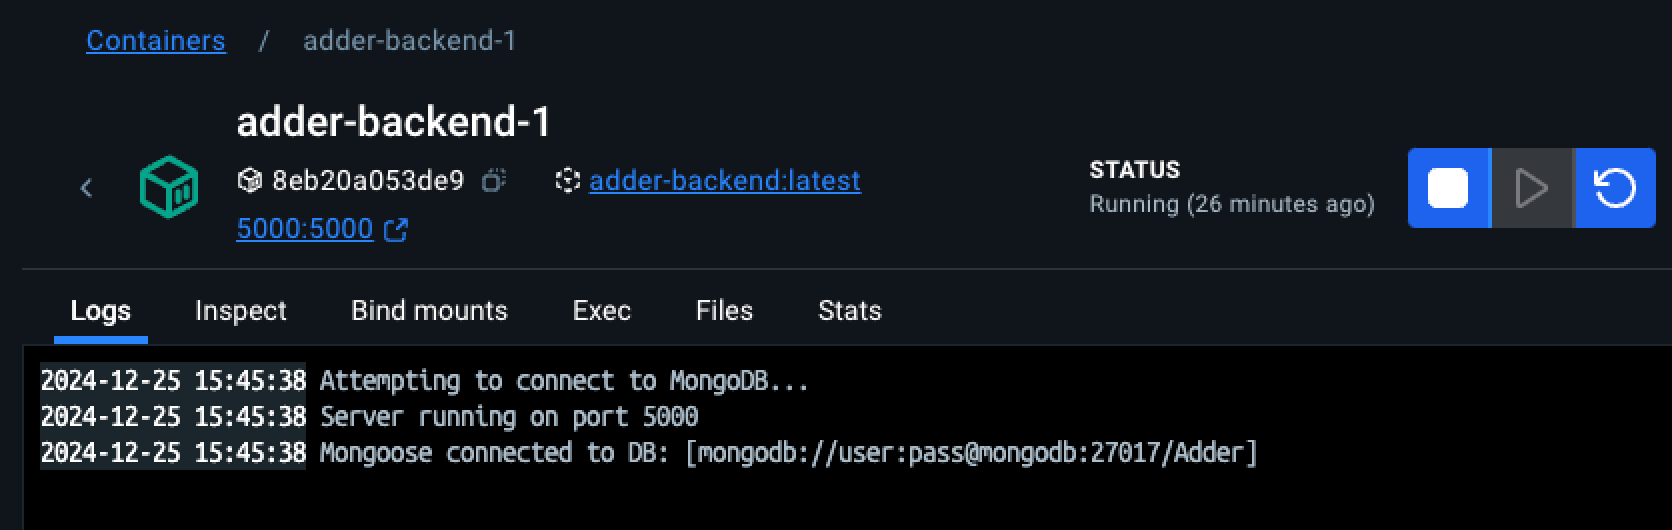 Containers / adder-backend-1
adder-backend-1
8eb20a053de9 adder-backend:latest
5000:5000
STATUS
Running (26 minutes ago)
Logs Inspect Bind mounts Exec Files Stats
2024-12-25 15:45:38 Attempting to connect to MongoDB...
2024-12-25 15:45:38 Server running on port 5000
2024-12-25 15:45:38 Mongoose connected to DB: [mongodb://user:pass@mongodb:27017/Adder]